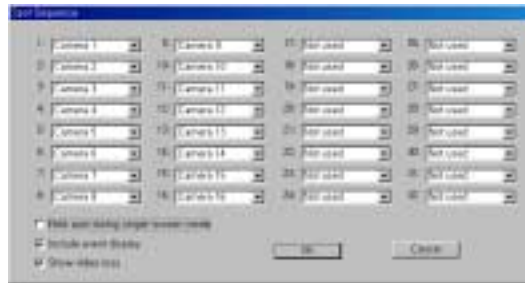 Spot Sequence
1: Camera 1 9: Camera 9 17: Not used 25: Not used
2: Camera 2 10: Camera 10 18: Not used 26: Not used
3: Camera 3 11: Camera 11 19: Not used 27: Not used
4: Camera 4 12: Camera 12 20: Not used 28: Not used
5: Camera 5 13: Camera 13 21: Not used 29: Not used
6: Camera 6 14: Camera 14 22: Not used 30: Not used
7: Camera 7 15: Camera 15 23: Not used 31: Not used
8: Camera 8 16: Camera 16 24: Not used 32: Not used
Hold spot during single screen mode
Include event display
Show video loss
OK Cancel